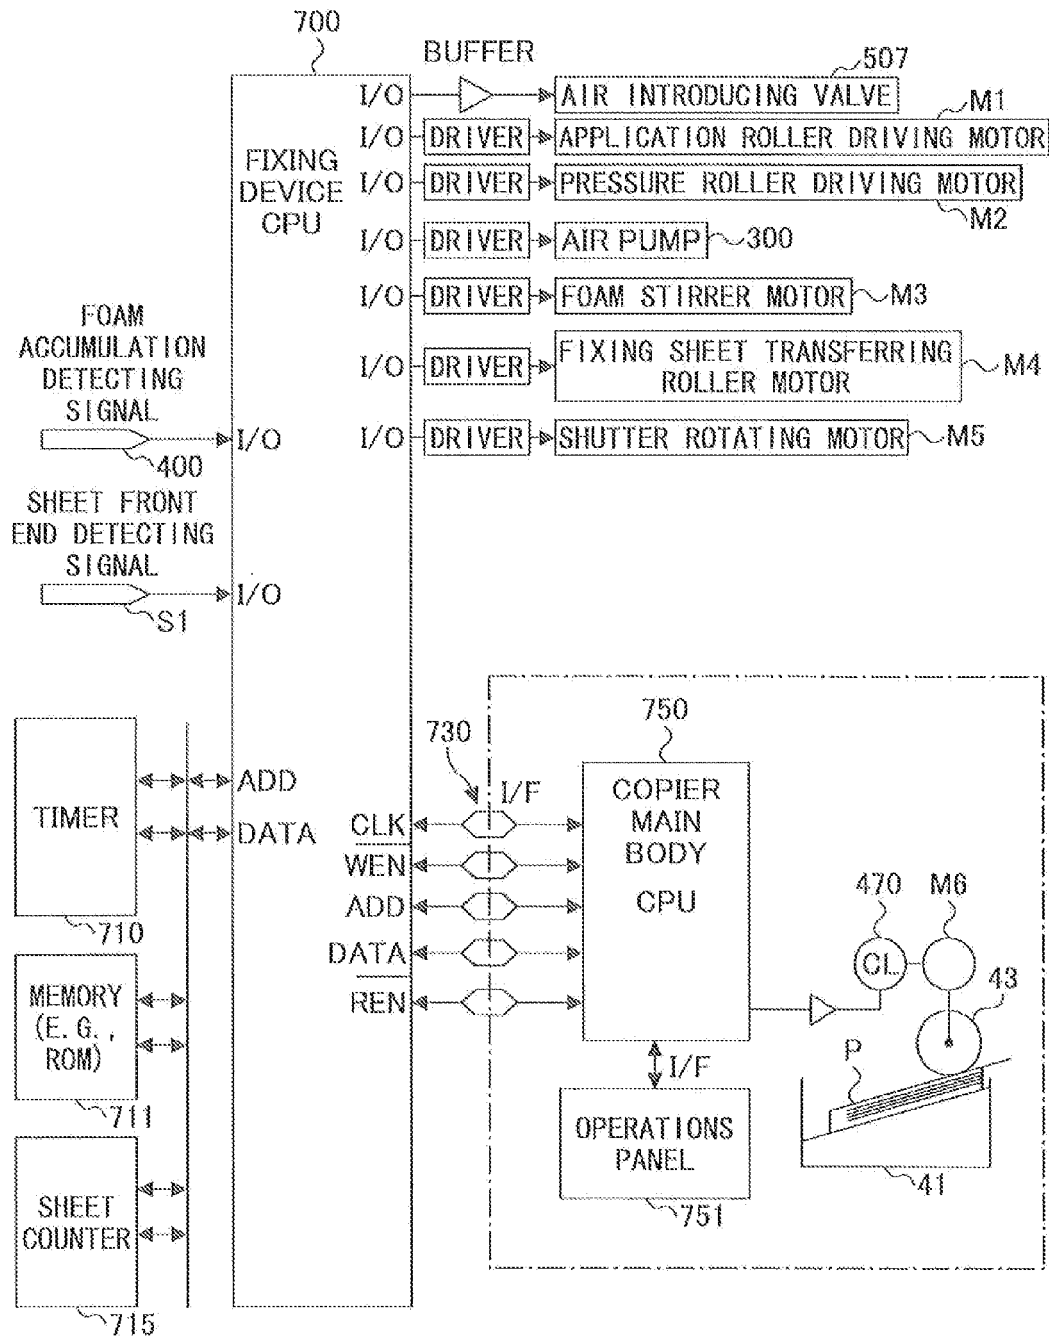 700
BUFFER
507
I/O
AIR INTRODUCING VALVE
M1
I/O
DRIVER
APPLICATION ROLLER DRIVING MOTOR
FIXING
DEVICE
CPU
I/O
DRIVER
PRESSURE ROLLER DRIVING MOTOR
M2
I/O
DRIVER
AIR PUMP
300
I/O
DRIVER
FOAM STIRRER MOTOR
M3
I/O
DRIVER
FIXING SHEET TRANSFERRING
ROLLER MOTOR
M4
I/O
DRIVER
SHUTTER ROTATING MOTOR
M5
FOAM
ACCUMULATION
DETECTING
SIGNAL
I/O
400
SHEET FRONT
END DETECTING
SIGNAL
I/O
S1
TIMER
710
ADD
DATA
MEMORY
(E.G.,
ROM)
711
SHEET
COUNTER
715
730
I/F
CLK
WEN
ADD
DATA
REN
750
COPIER
MAIN
BODY
CPU
I/F
OPERATIONS
PANEL
751
470
M6
CL
43
P
41